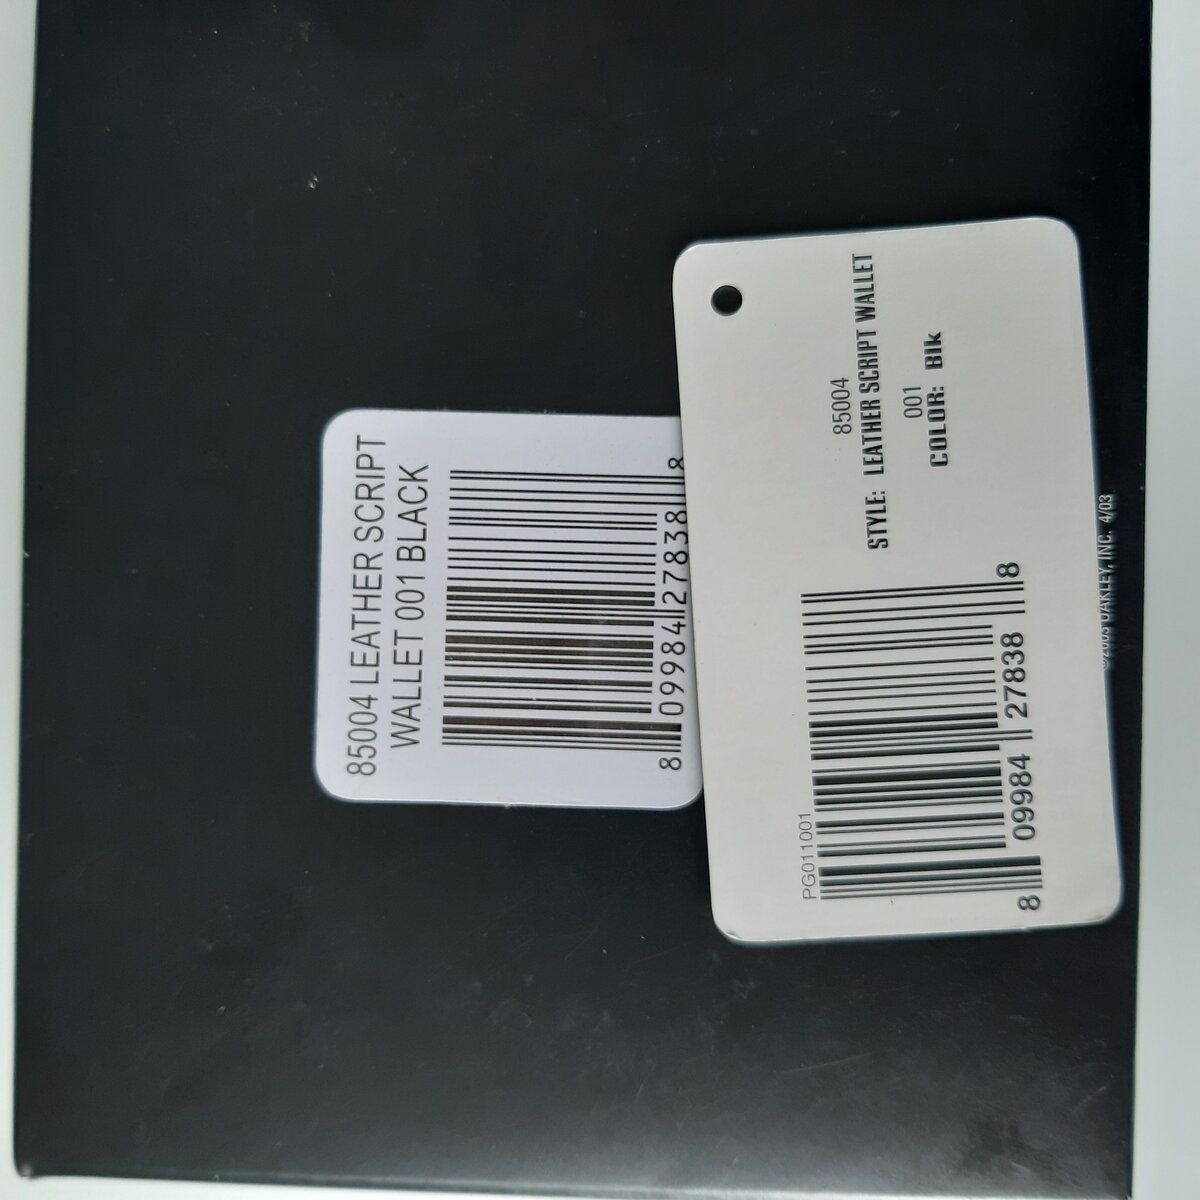 85004 LEATHER SCRIPT
WALLET 001 BLACK
8 09984 27838 8
85004
STYLE: LEATHER SCRIPT WALLET
001
COLOR: Blk
PG011001
8 09984 27838 8
©2003 OAKLEY, INC. 4/03